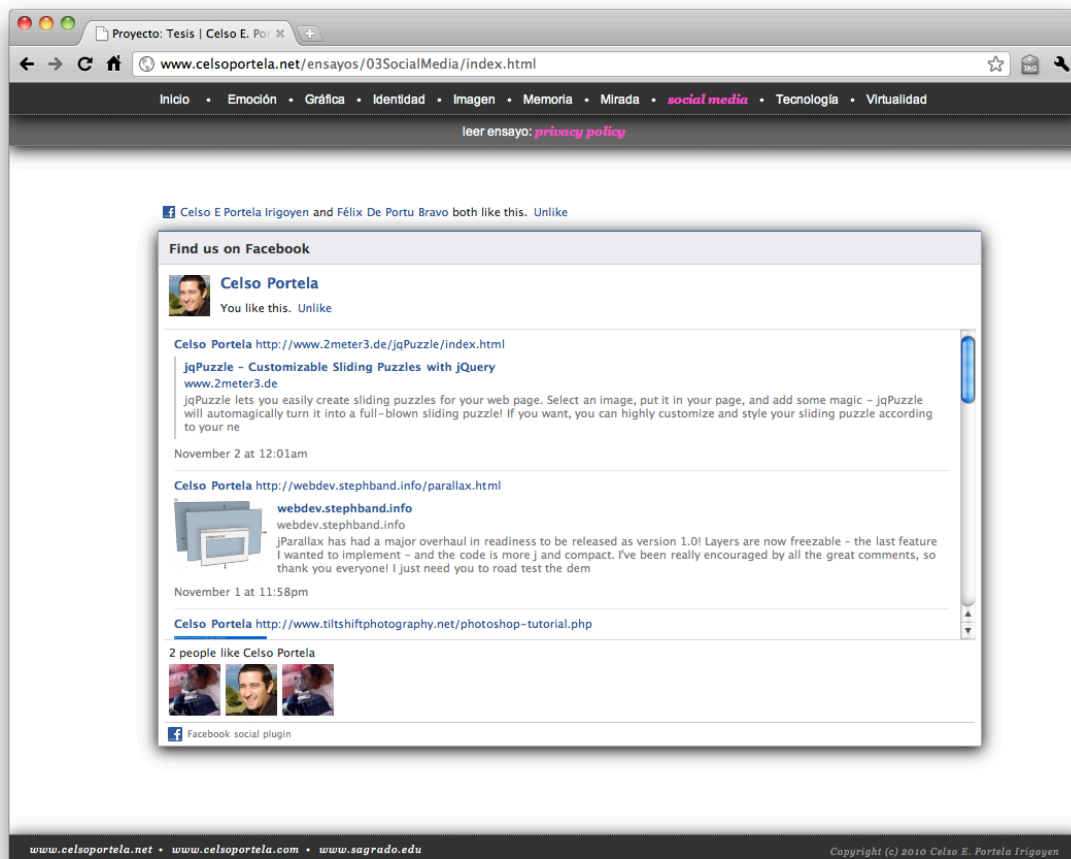 Proyecto: Tesis | Celso E. Por
www.celsoportela.net/ensayos/03SocialMedia/index.html
TAG
Inicio • Emoción • Gráfica • Identidad • Imagen • Memoria • Mirada • social media • Tecnología • Virtualidad
leer ensayo: privacy policy
Celso E Portela Irigoyen and Félix De Portu Bravo both like this. Unlike
Find us on Facebook
Celso Portela
You like this. Unlike
Celso Portela http://www.2meter3.de/jqPuzzle/index.html
jqPuzzle - Customizable Sliding Puzzles with jQuery
www.2meter3.de
jqPuzzle lets you easily create sliding puzzles for your web page. Select an image, put it in your page, and add some magic - jqPuzzle
will automagically turn it into a full-blown sliding puzzle! If you want, you can highly customize and style your sliding puzzle according
to your ne
November 2 at 12:01am
Celso Portela http://webdev.stephband.info/parallax.html
webdev.stephband.info
webdev.stephband.info
jParallax has had a major overhaul in readiness to be released as version 1.0! Layers are now freezable - the last feature
I wanted to implement - and the code is more j and compact. I've been really encouraged by all the great comments, so
thank you everyone! I just need you to road test the dem
November 1 at 11:58pm
Celso Portela http://www.tiltshiftphotography.net/photoshop-tutorial.php
2 people like Celso Portela
Facebook social plugin
www.celsoportela.net • www.celsoportela.com • www.sagrado.edu
Copyright (c) 2010 Celso E. Portela Irigoyen